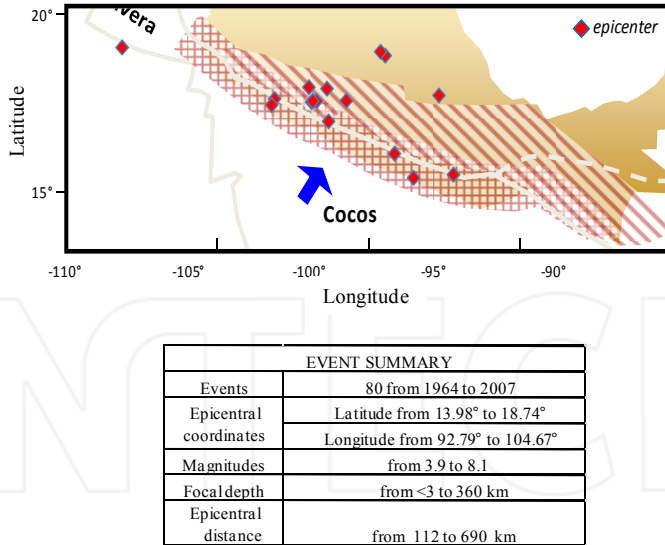 20°
vera
epicenter
Latitude
15°
Cocos
-110°
-105°
-100°
-95°
-90°
Longitude
EVENT SUMMARY
Events
80 from 1964 to 2007
Epicentral
coordinates
Latitude from 13.98° to 18.74°
Longitude from 92.79° to 104.67°
Magnitudes
from 3.9 to 8.1
Focal depth
from <3 to 360 km
Epicentral
distance
from 112 to 690 km
NTECH